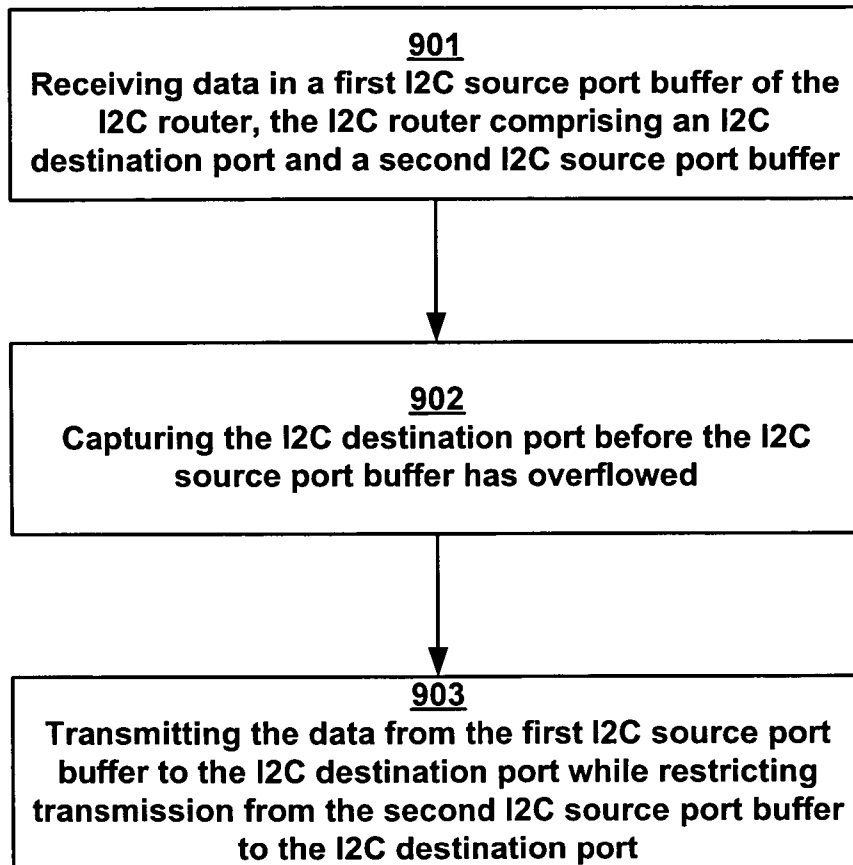 901
Receiving data in a first I2C source port buffer of the
I2C router, the I2C router comprising an I2C
destination port and a second I2C source port buffer
902
Capturing the I2C destination port before the I2C
source port buffer has overflowed
903
Transmitting the data from the first I2C source port
buffer to the I2C destination port while restricting
transmission from the second I2C source port buffer
to the I2C destination port